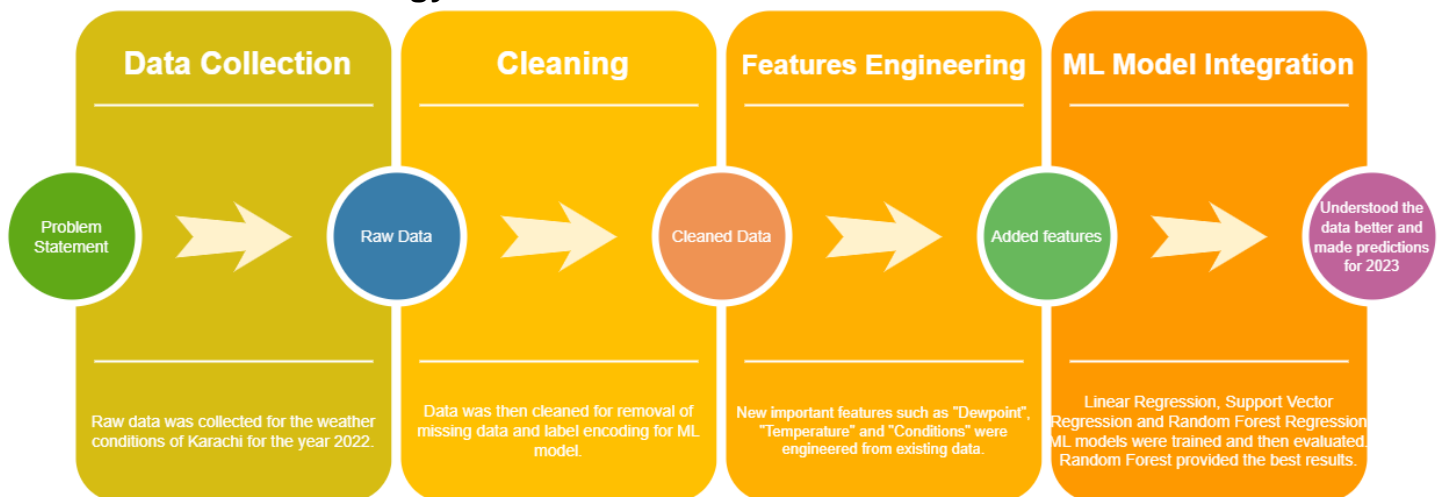 Data Collection
Cleaning
Features Engineering
ML Model Integration
Problem
Statement
Raw Data
Cleaned Data
Added features
Understood the
data better and
made predictions
for 2023
Raw data was collected for the weather
conditions of Karachi for the year 2022.
Data was then cleaned for removal of
missing data and label encoding for ML
model.
New important features such as "Dewpoint",
"Temperature" and "Conditions" were
engineered from existing data.
Linear Regression, Support Vector
Regression and Random Forest Regression
ML models were trained and then evaluated.
Random Forest provided the best results.